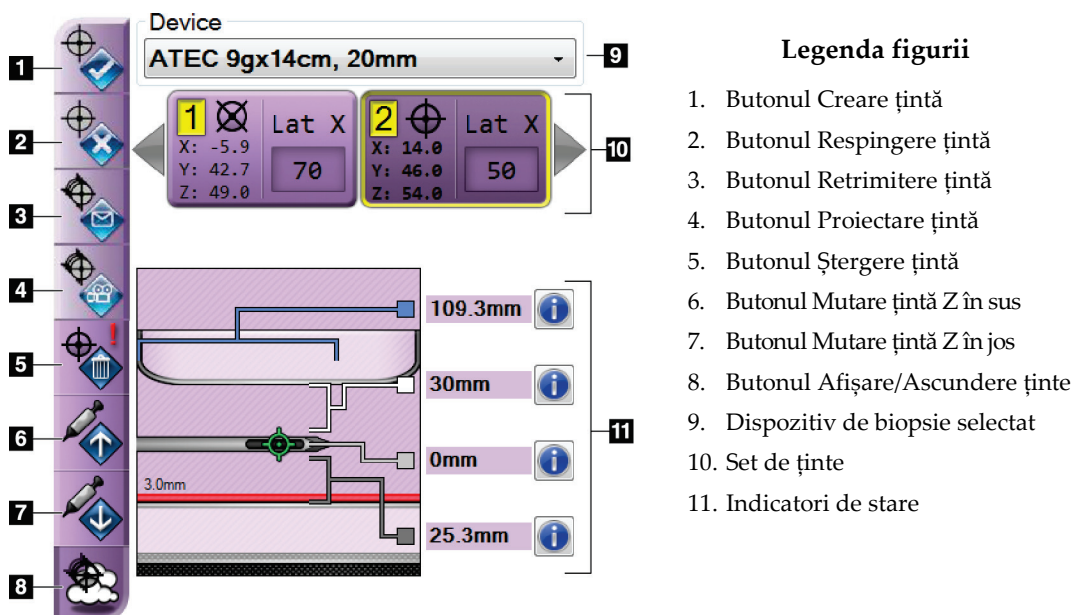 Device
ATEC 9gx14cm, 20mm
1
2
3
4
5
6
7
8
9
10
11
1 Lat X
X: -5.9
Y: 42.7
Z: 49.0
70
2 Lat X
X: 14.0
Y: 46.0
Z: 54.0
50
109.3mm
30mm
0mm
3.0mm
25.3mm
Legenda figurii
1. Butonul Creare țintă
2. Butonul Respingere țintă
3. Butonul Retrimitere țintă
4. Butonul Proiectare țintă
5. Butonul Ștergere țintă
6. Butonul Mutare țintă Z în sus
7. Butonul Mutare țintă Z în jos
8. Butonul Afișare/Ascundere ținte
9. Dispozitiv de biopsie selectat
10. Set de ținte
11. Indicatori de stare